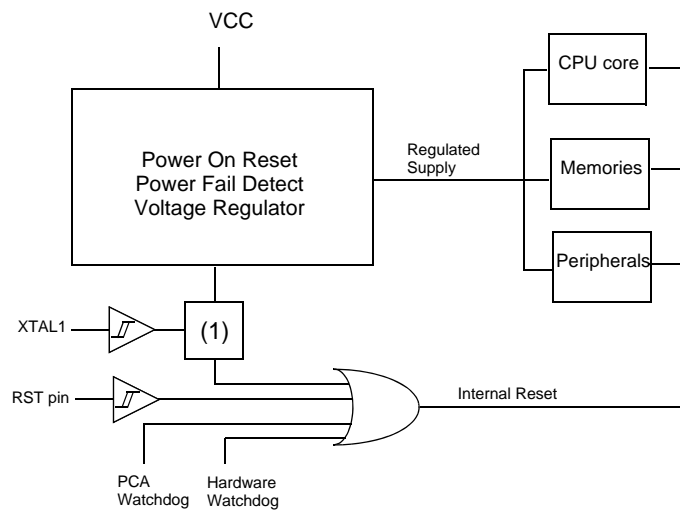 VCC
CPU core
Power On Reset
Power Fail Detect
Voltage Regulator
Regulated
Supply
Memories
Peripherals
XTAL1
(1)
RST pin
Internal Reset
PCA
Watchdog
Hardware
Watchdog